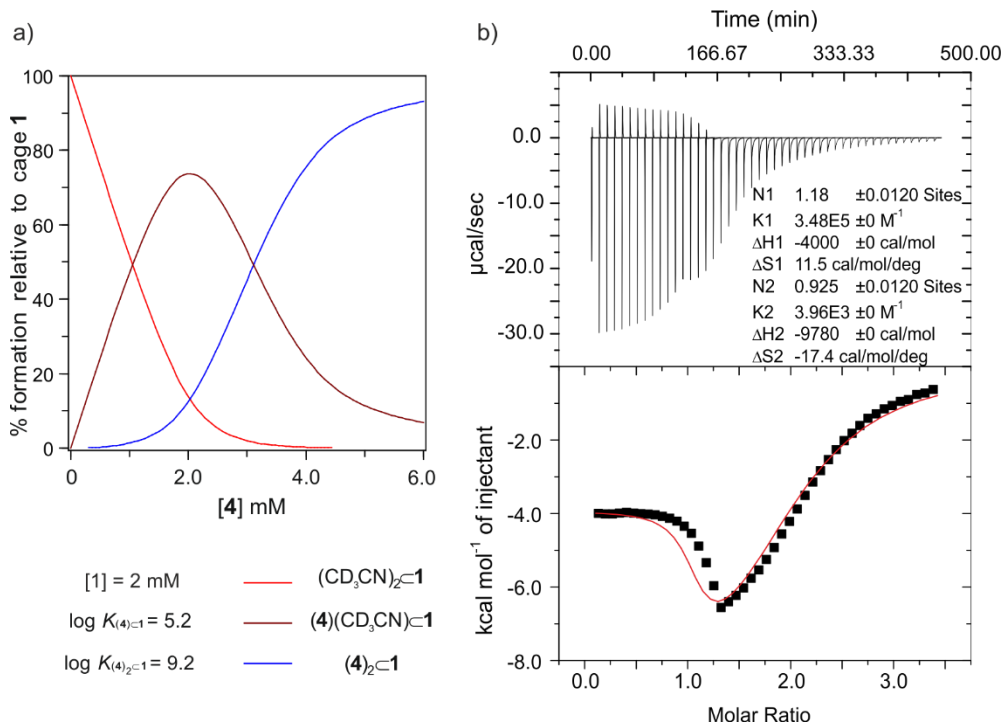 a)
% formation relative to cage 1
100
80
60
40
20
0
0
2.0
4.0
6.0
[4] mM
[1] = 2 mM
log K(4)⊂1 = 5.2
log K(4)₂⊂1 = 9.2
(CD₃CN)₂⊂1
(4)(CD₃CN)⊂1
(4)₂⊂1
b)
Time (min)
0.00 166.67 333.33 500.00
µcal/sec
0.0
-10.0
-20.0
-30.0
N1 1.18 ±0.0120 Sites
K1 3.48E5 ±0 M⁻¹
ΔH1 -4000 ±0 cal/mol
ΔS1 11.5 cal/mol/deg
N2 0.925 ±0.0120 Sites
K2 3.96E3 ±0 M⁻¹
ΔH2 -9780 ±0 cal/mol
ΔS2 -17.4 cal/mol/deg
kcal mol⁻¹ of injectant
-2.0
-4.0
-6.0
-8.0
0.0 1.0 2.0 3.0
Molar Ratio